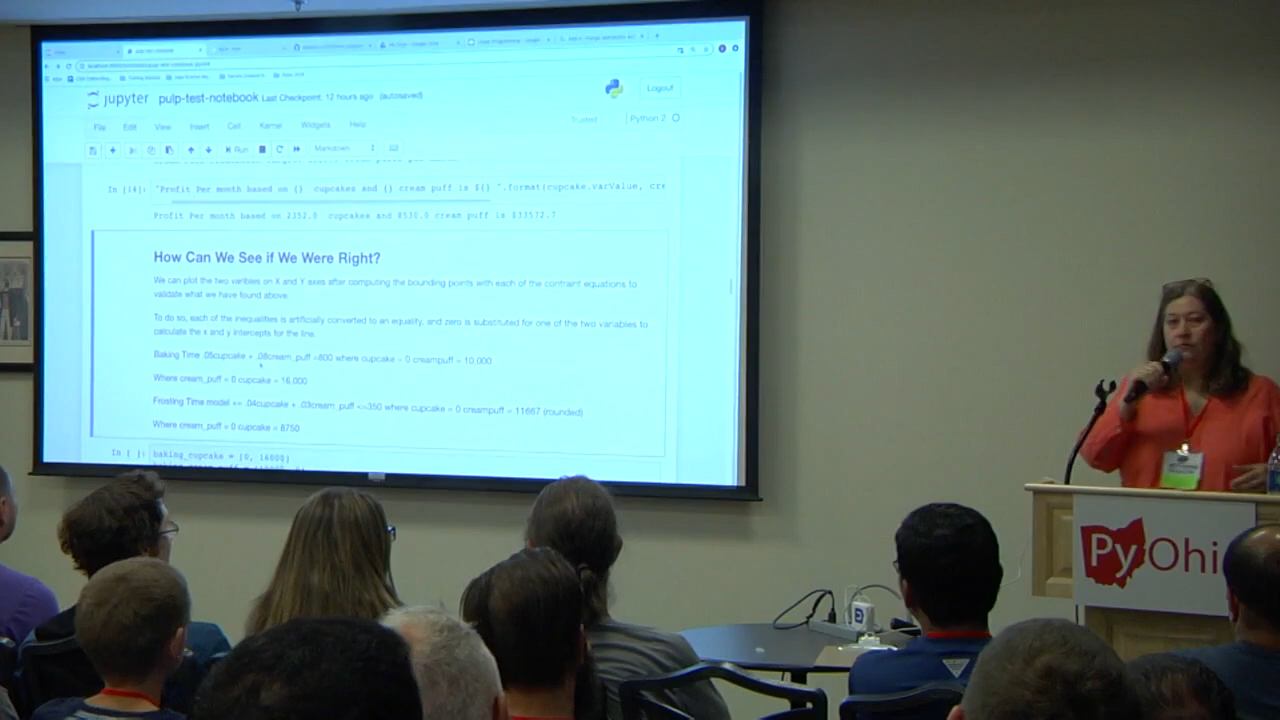 jupyter pulp-test-notebook Last Checkpoint: 12 hours ago (autosaved)
Logout
File Edit View Insert Cell Kernel Widgets Help
Trusted
Python 2
Run
Markdown
In [14]: "Profit Per month based on {} cupcakes and {} cream puff is ${} ".format(cupcake.varValue, cre
Profit Per month based on 2352.8 cupcakes and 8530.0 cream puff is $33572.7
How Can We See if We Were Right?
We can plot the two varibles on X and Y axes after computing the bounding points with each of the contraint equations to
validate what we have found above.
To do so, each of the inequalities is artificially converted to an equality, and zero is substituted for one of the two variables to
calculate the x and y intercepts for the line.
Baking Time .05cupcake + .08cream_puff =800 where cupcake = 0 creampuff = 10,000
Where cream_puff = 0 cupcake = 16,000
Frosting Time model += .04cupcake + .03cream_puff <=350 where cupcake = 0 creampuff = 11667 (rounded)
Where cream_puff = 0 cupcake = 8750
In [ ]: baking_cupcake = [0, 16000]
PyOhi